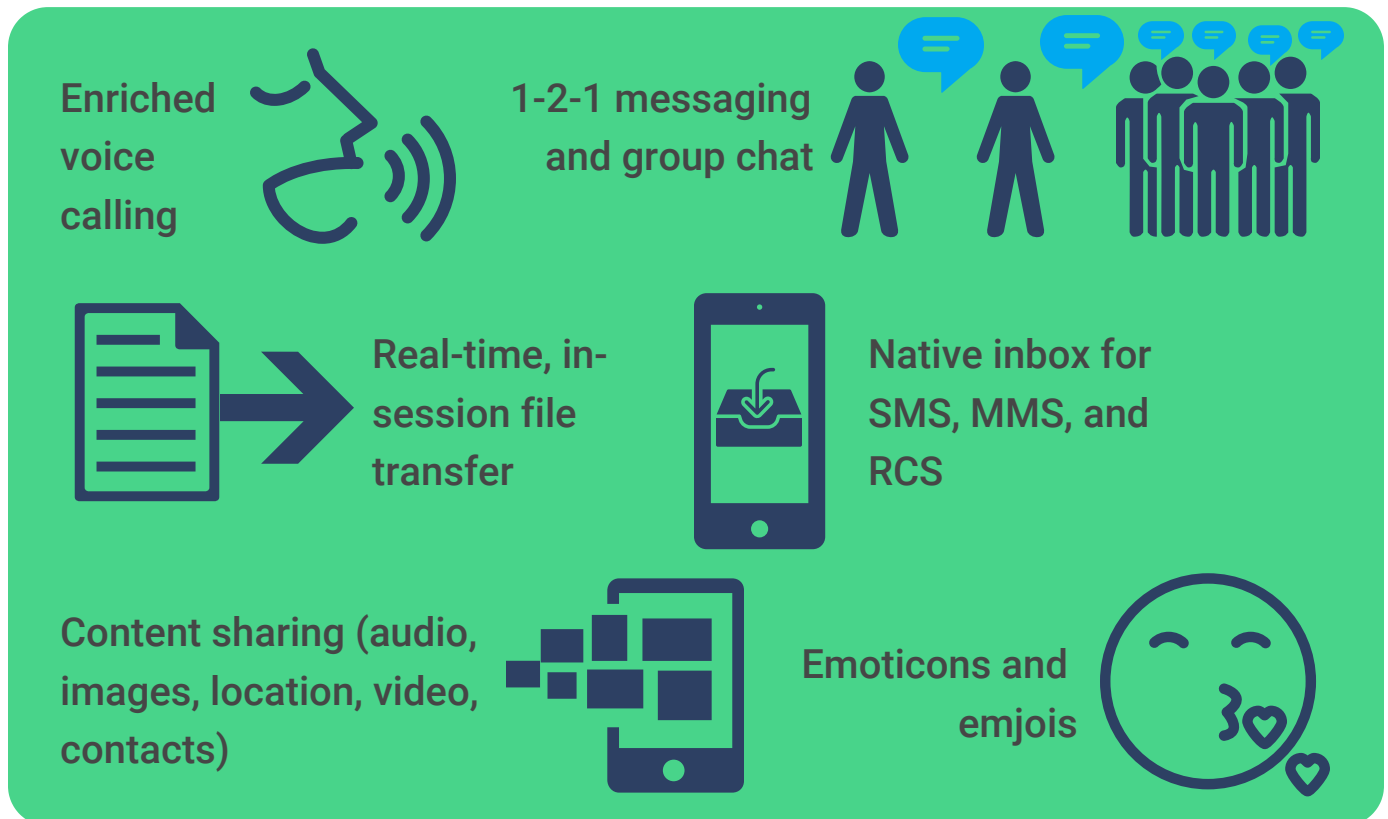 Enriched
voice
calling
1-2-1 messaging
and group chat
Real-time, in-
session file
transfer
Native inbox for
SMS, MMS, and
RCS
Content sharing (audio,
images, location, video,
contacts)
Emoticons and
emjois